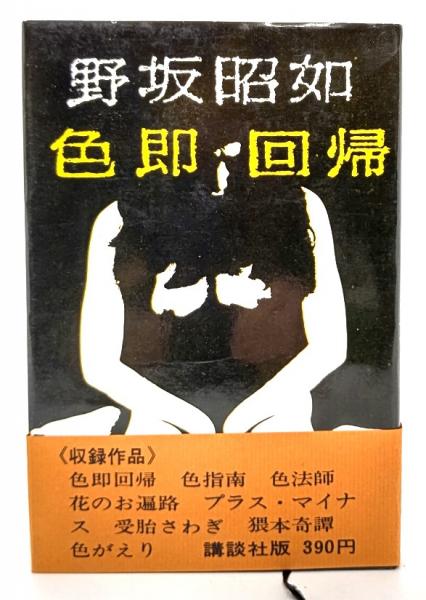 野坂昭如
色即回帰
《収録作品》
色即回帰 色指南 色法師
花のお遍路 プラス・マイナ
ス 受胎さわぎ 猥本奇譚
色がえり 講談社版 390円